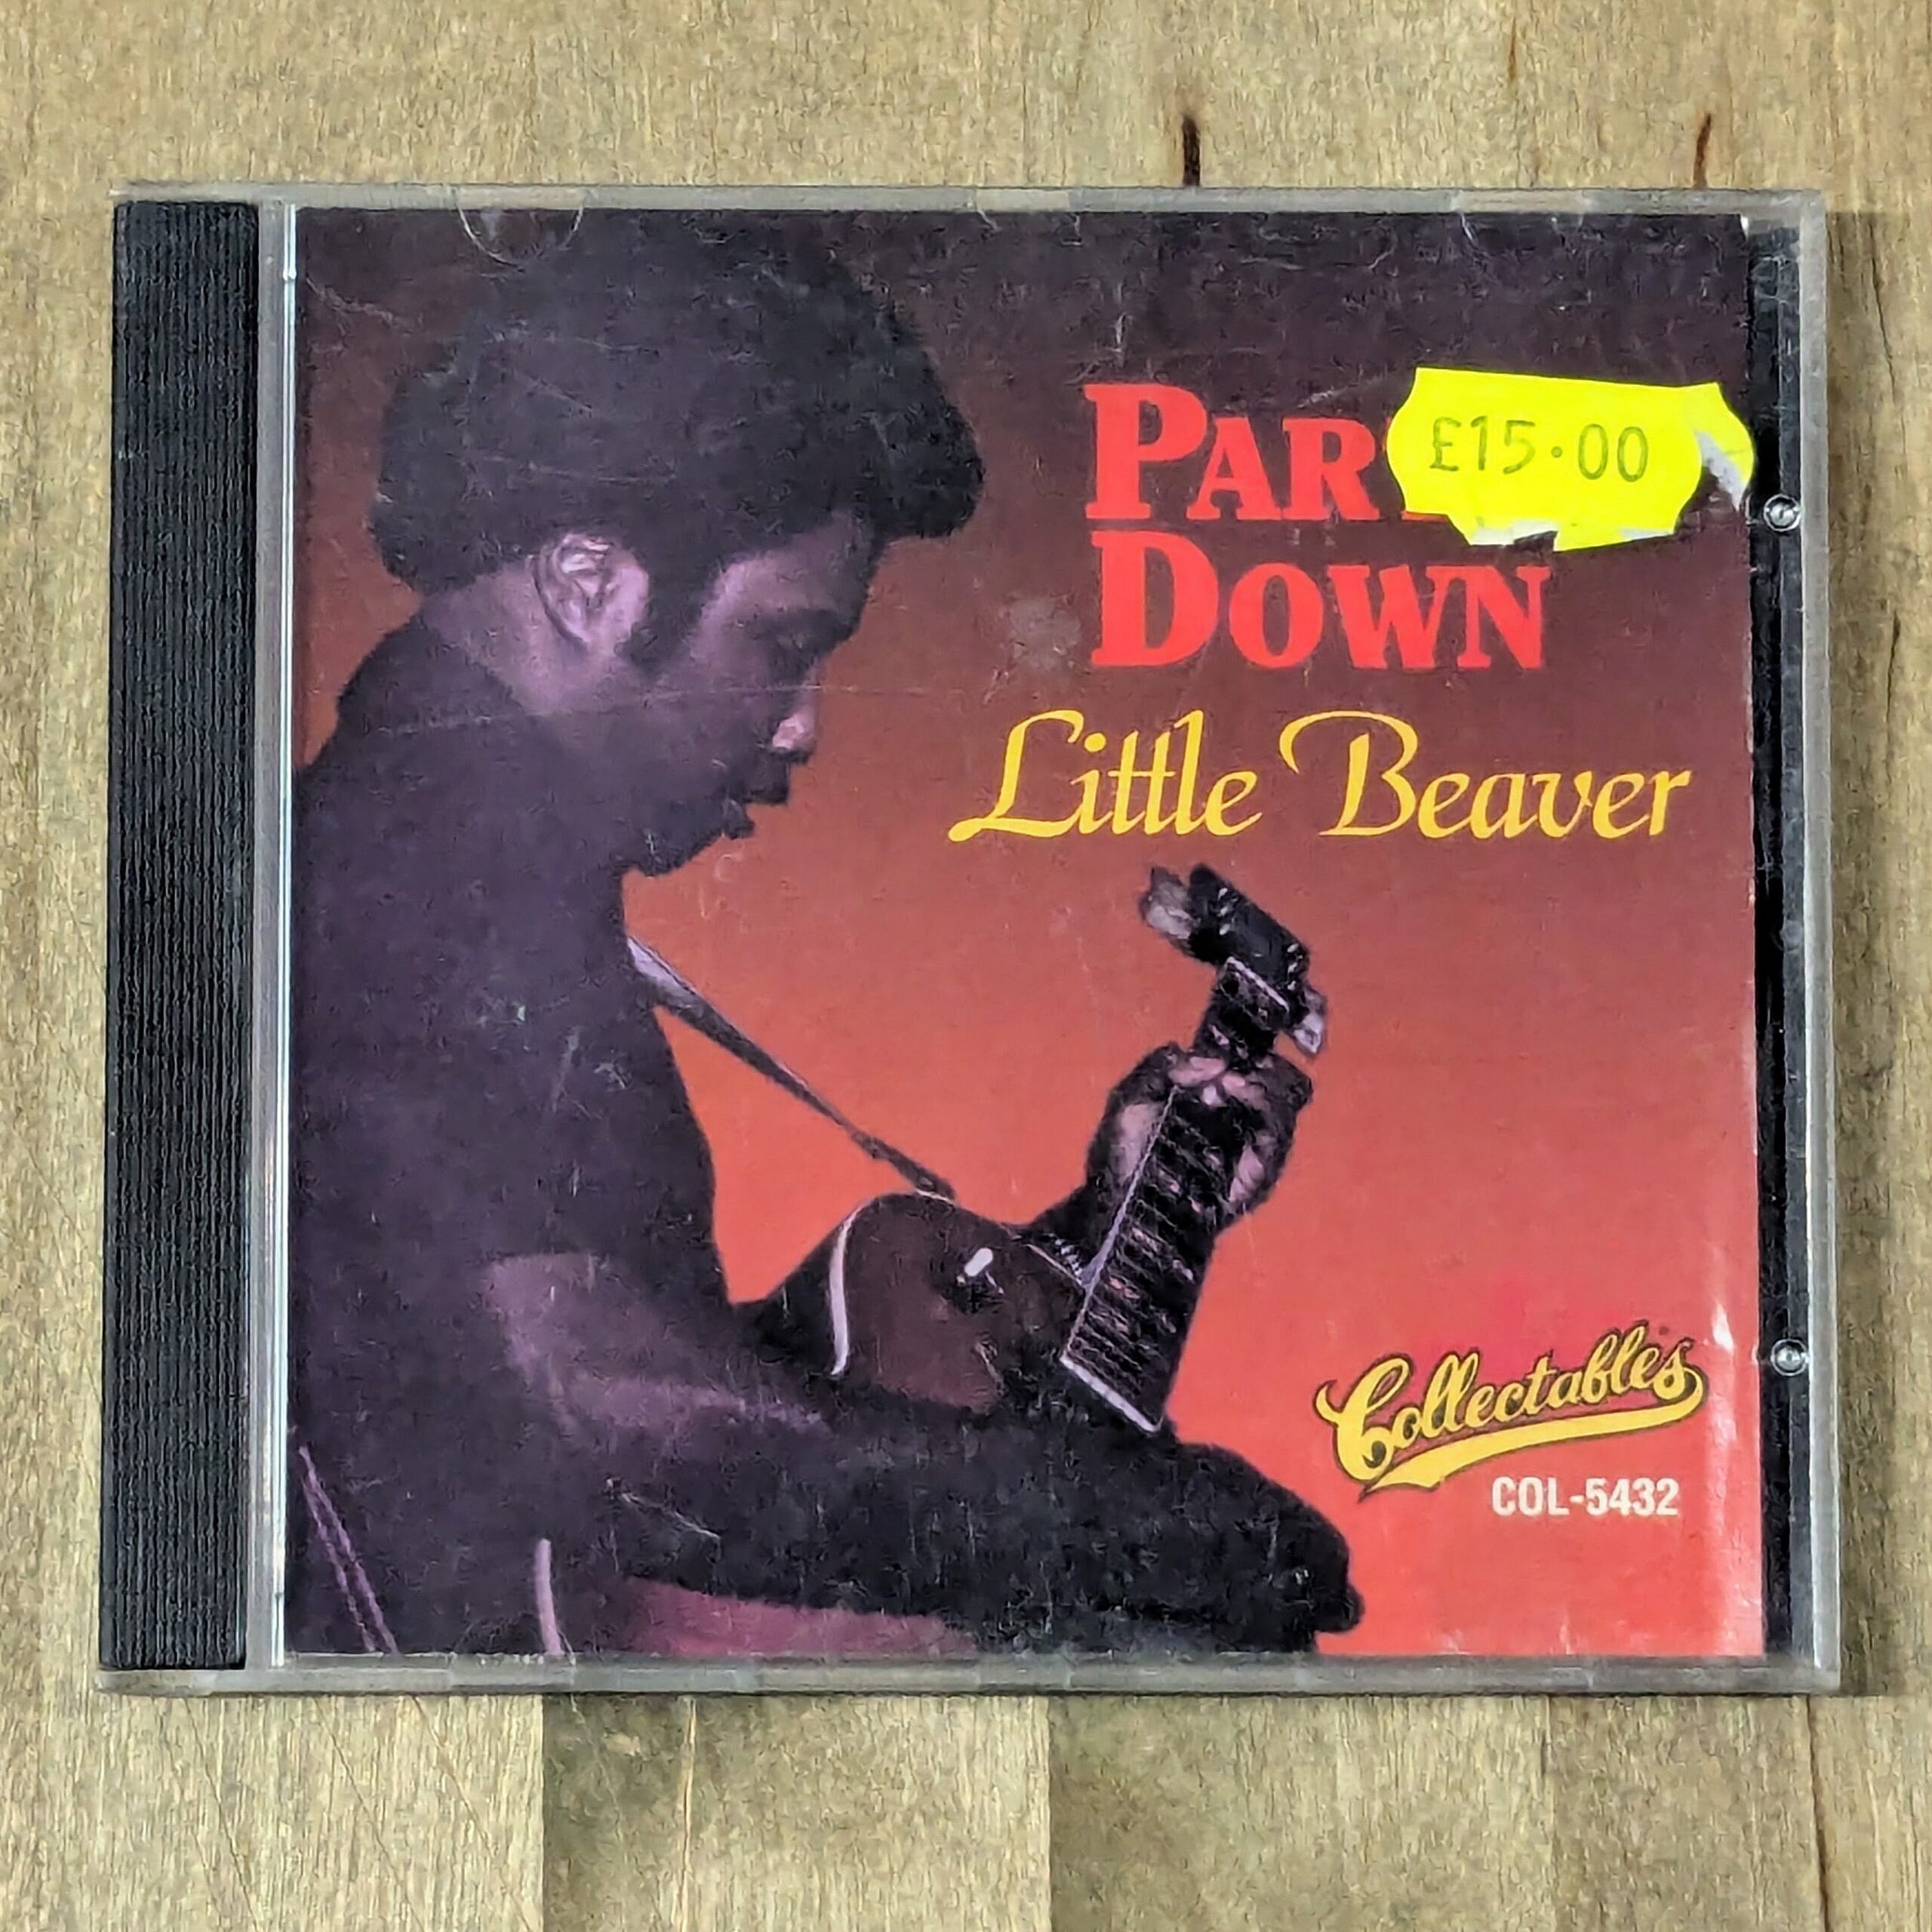 PAR
£15.00
DOWN
Little Beaver
Collectables
COL-5432